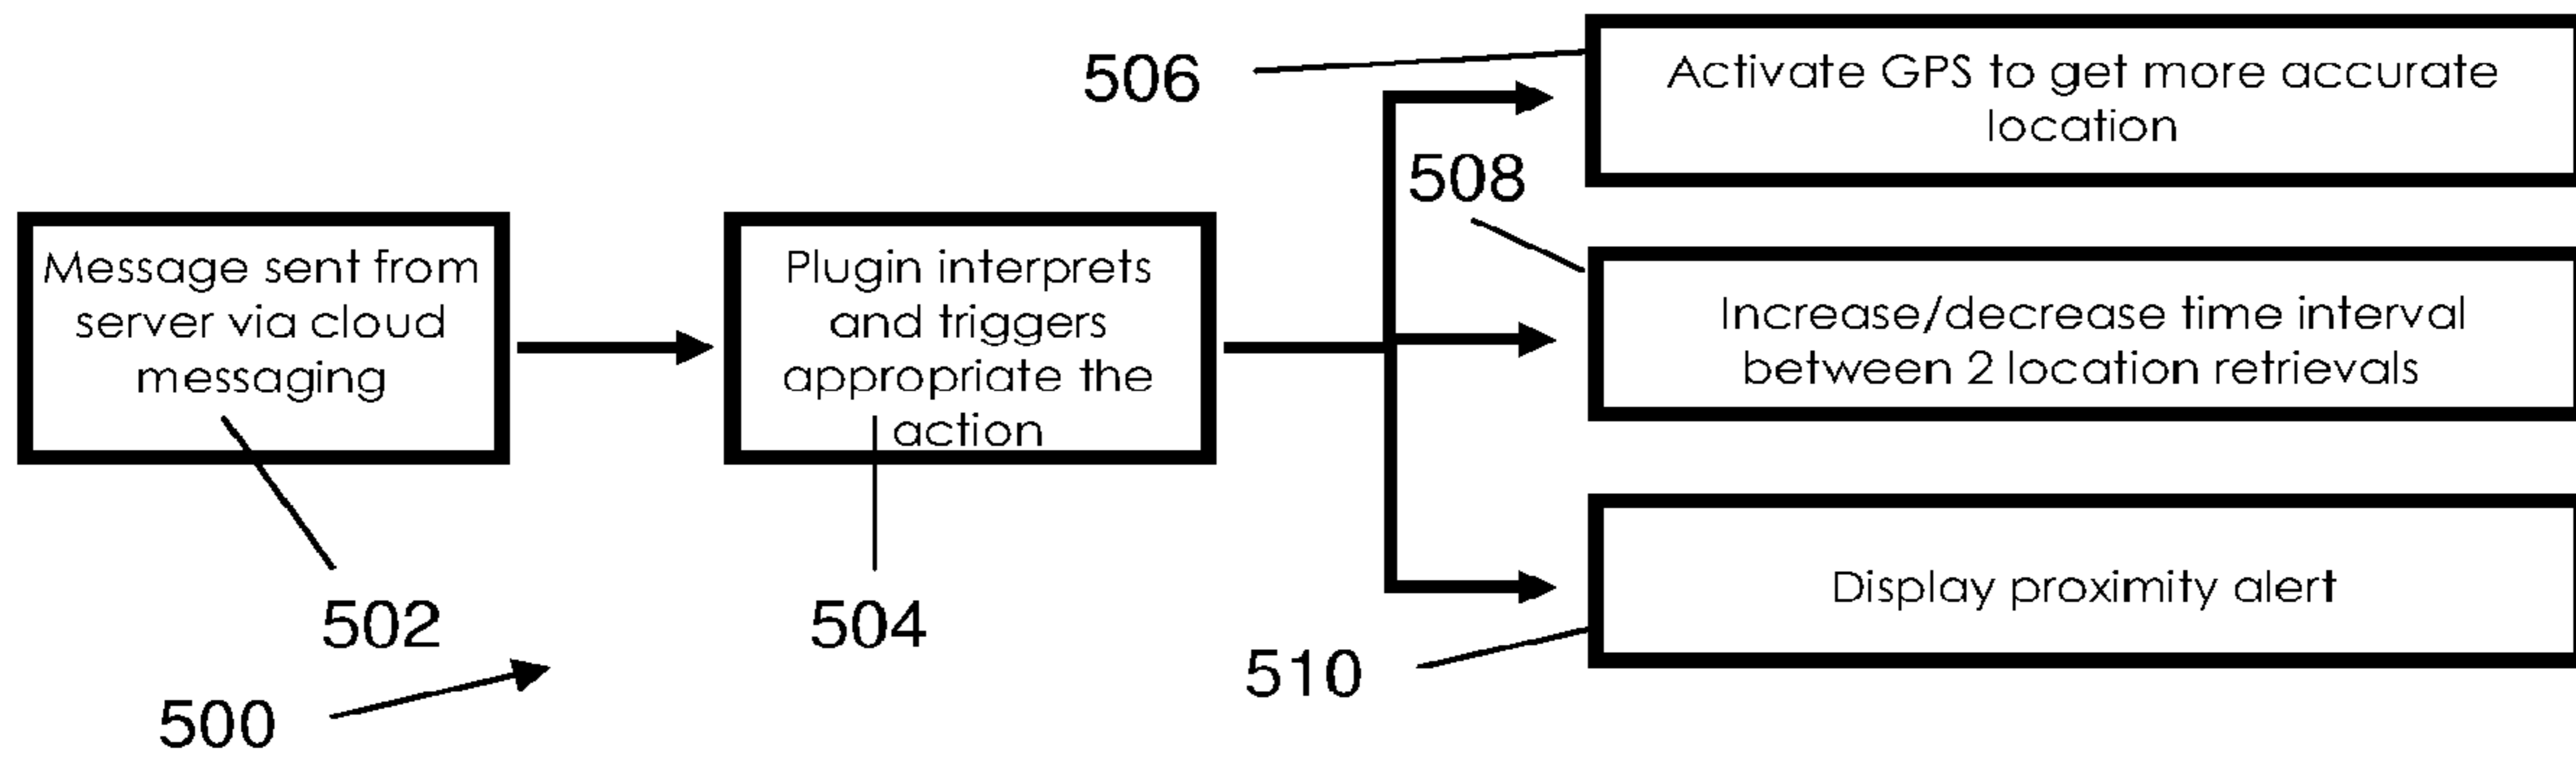 506
Activate GPS to get more accurate
location
508
Message sent from
server via cloud
messaging
Plugin interprets
and triggers
appropriate the
action
Increase/decrease time interval
between 2 location retrievals
Display proximity alert
502
504
510
500